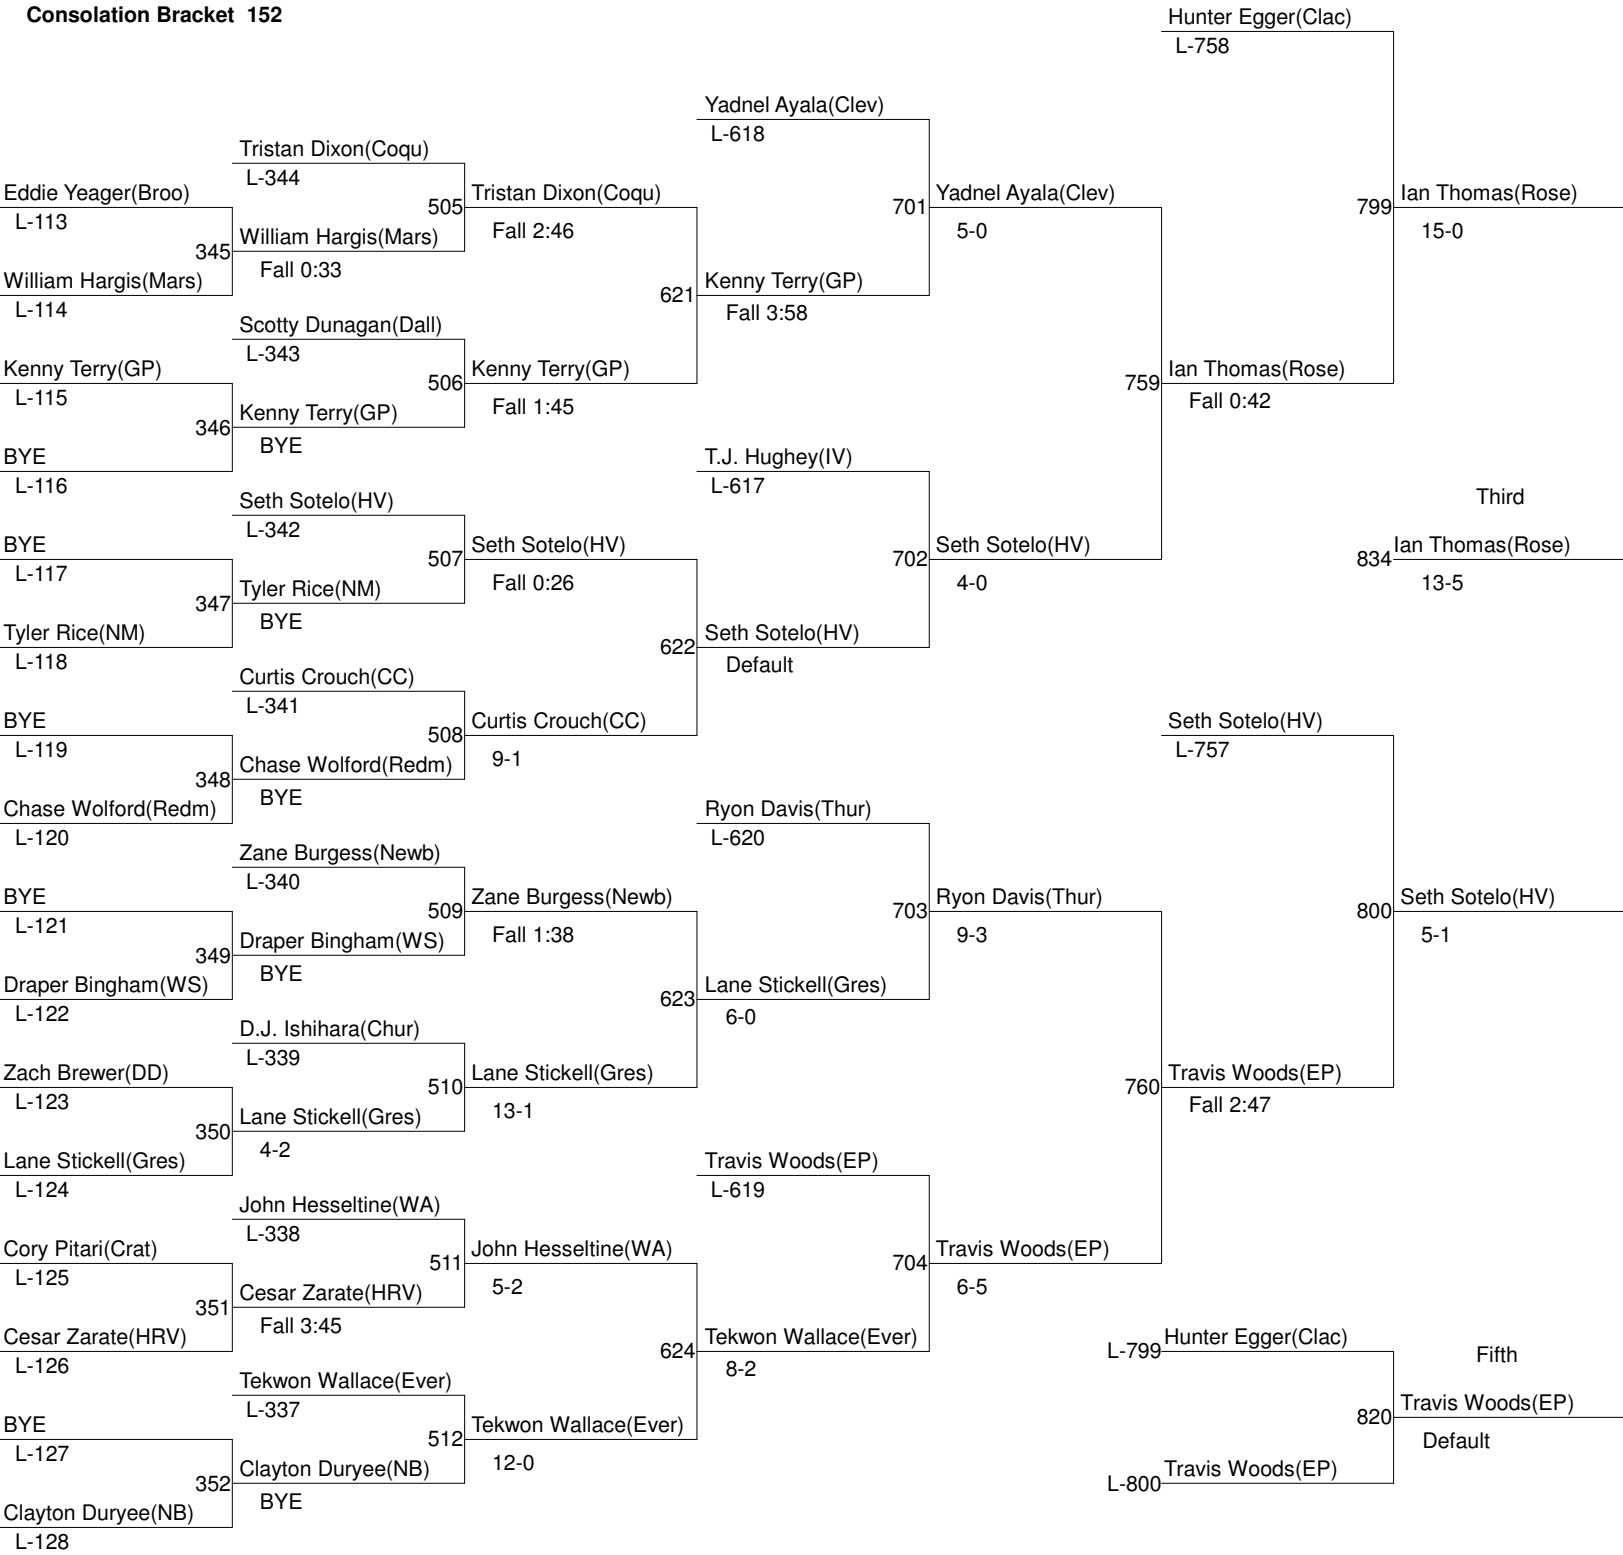 Consolation Bracket 152
Eddie Yeager(Broo)
L-113
William Hargis(Mars)
L-114
Kenny Terry(GP)
L-115
BYE
L-116
BYE
L-117
Tyler Rice(NM)
L-118
BYE
L-119
Chase Wolford(Redm)
L-120
BYE
L-121
Draper Bingham(WS)
L-122
Zach Brewer(DD)
L-123
Lane Stickell(Gres)
L-124
Cory Pitari(Crat)
L-125
Cesar Zarate(HRV)
L-126
BYE
L-127
Clayton Duryee(NB)
L-128
Tristan Dixon(Coqu)
L-344
345
William Hargis(Mars)
Fall 0:33
Scotty Dunagan(Dall)
L-343
346
Kenny Terry(GP)
BYE
Seth Sotelo(HV)
L-342
347
Tyler Rice(NM)
BYE
Curtis Crouch(CC)
L-341
348
Chase Wolford(Redm)
BYE
Zane Burgess(Newb)
L-340
349
Draper Bingham(WS)
BYE
D.J. Ishihara(Chur)
L-339
350
Lane Stickell(Gres)
4-2
John Hesseltine(WA)
L-338
351
Cesar Zarate(HRV)
Fall 3:45
Tekwon Wallace(Ever)
L-337
352
Clayton Duryee(NB)
BYE
505
Tristan Dixon(Coqu)
Fall 2:46
506
Kenny Terry(GP)
Fall 1:45
507
Seth Sotelo(HV)
Fall 0:26
508
Curtis Crouch(CC)
9-1
509
Zane Burgess(Newb)
Fall 1:38
510
Lane Stickell(Gres)
13-1
511
John Hesseltine(WA)
5-2
512
Tekwon Wallace(Ever)
12-0
Yadnel Ayala(Clev)
L-618
621
Kenny Terry(GP)
Fall 3:58
T.J. Hughey(IV)
L-617
622
Seth Sotelo(HV)
Default
Ryon Davis(Thur)
L-620
623
Lane Stickell(Gres)
6-0
Travis Woods(EP)
L-619
624
Tekwon Wallace(Ever)
8-2
701
Yadnel Ayala(Clev)
5-0
702
Seth Sotelo(HV)
4-0
703
Ryon Davis(Thur)
9-3
704
Travis Woods(EP)
6-5
Hunter Egger(Clac)
L-758
759
Ian Thomas(Rose)
Fall 0:42
Seth Sotelo(HV)
L-757
760
Travis Woods(EP)
Fall 2:47
L-799
Hunter Egger(Clac)
L-800
Travis Woods(EP)
799
Ian Thomas(Rose)
15-0
Third
834
Ian Thomas(Rose)
13-5
800
Seth Sotelo(HV)
5-1
Fifth
820
Travis Woods(EP)
Default